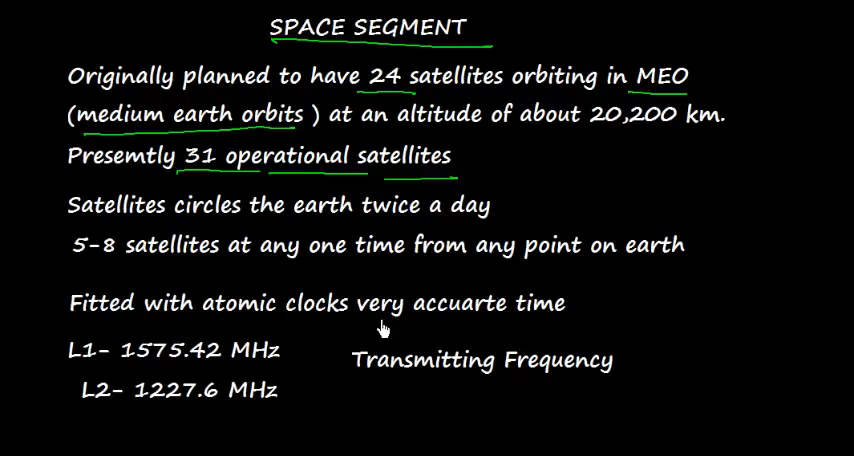 SPACE SEGMENT
Originally planned to have 24 satellites orbiting in MEO
(medium earth orbits ) at an altitude of about 20,200 km.
Presemtly 31 operational satellites
Satellites circles the earth twice a day
5-8 satellites at any one time from any point on earth
Fitted with atomic clocks very accuarte time
L1- 1575.42 MHz
Transmitting Frequency
L2- 1227.6 MHz